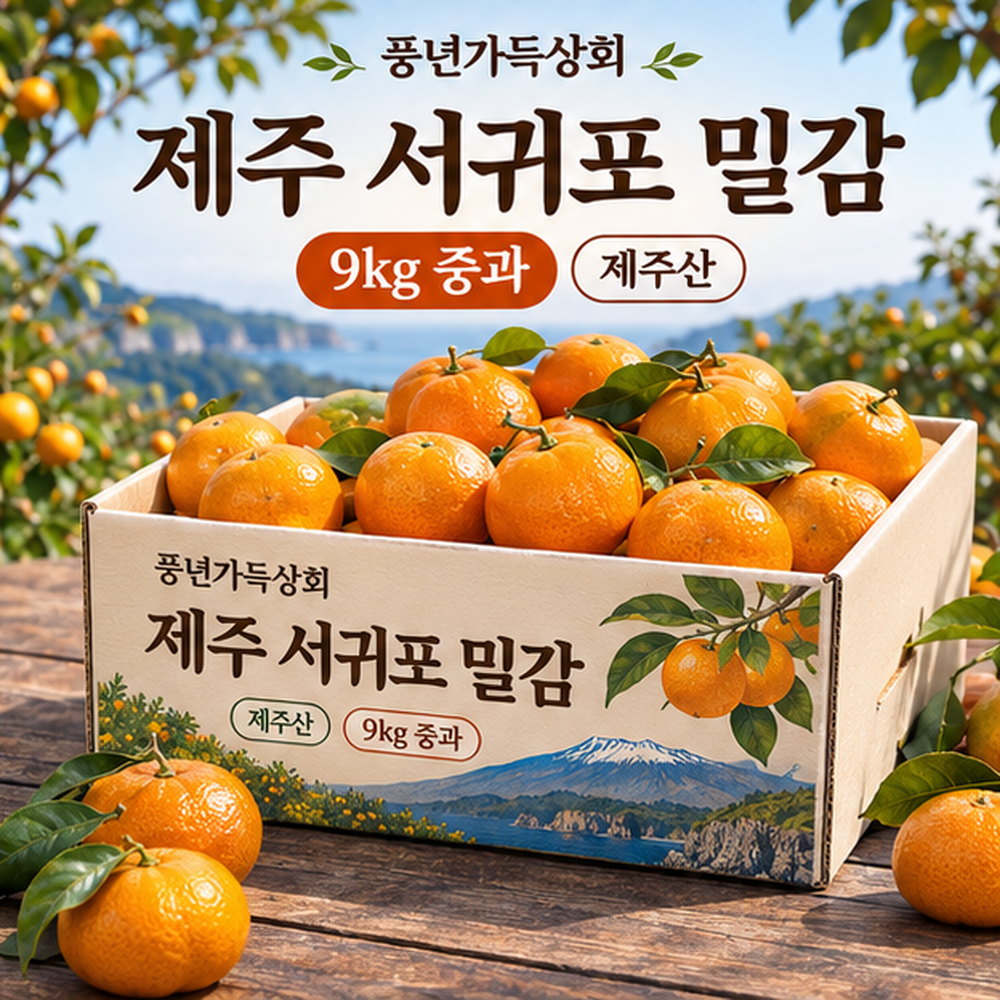 풍년가득상회
제주 서귀포 밀감
9kg 중과 제주산
풍년가득상회
제주 서귀포 밀감
제주산 9kg 중과